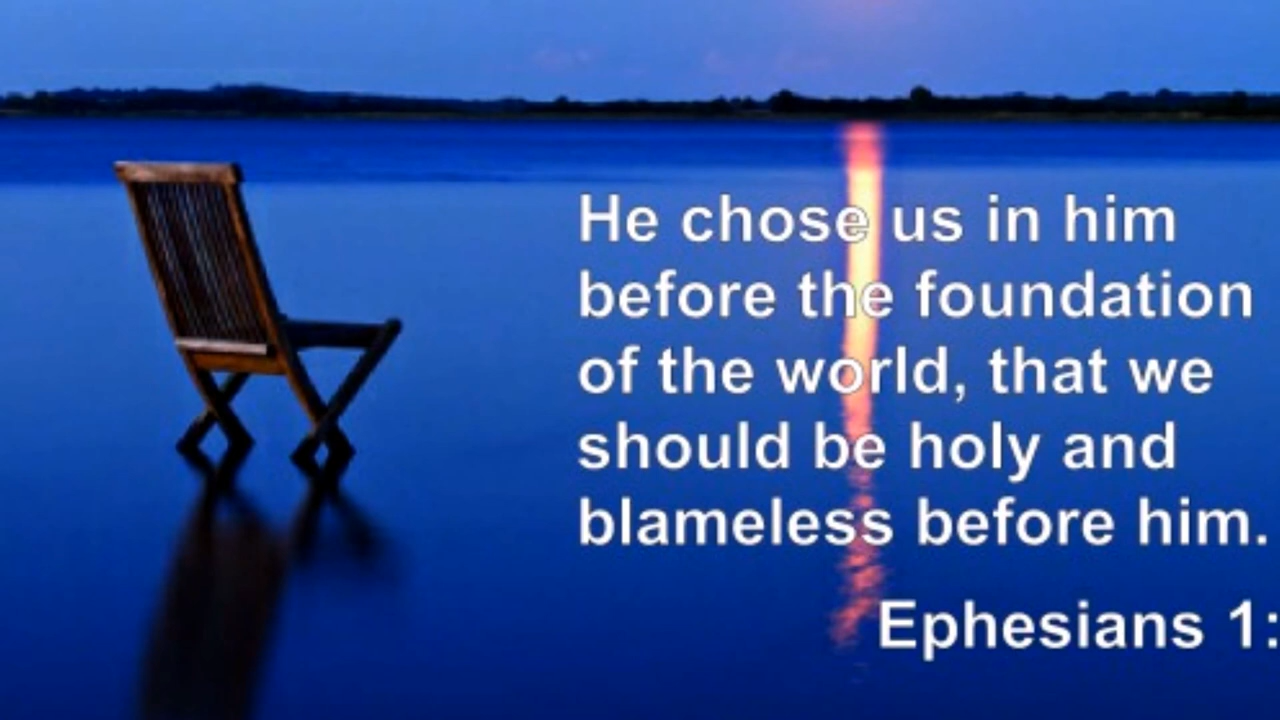 He chose us in him
before the foundation
of the world, that we
should be holy and
blameless before him.
Ephesians 1: